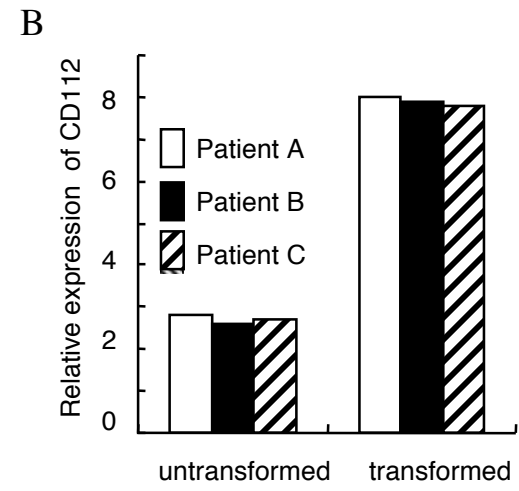 B
Relative expression of CD112
8
6
4
2
0
Patient A
Patient B
Patient C
untransformed transformed